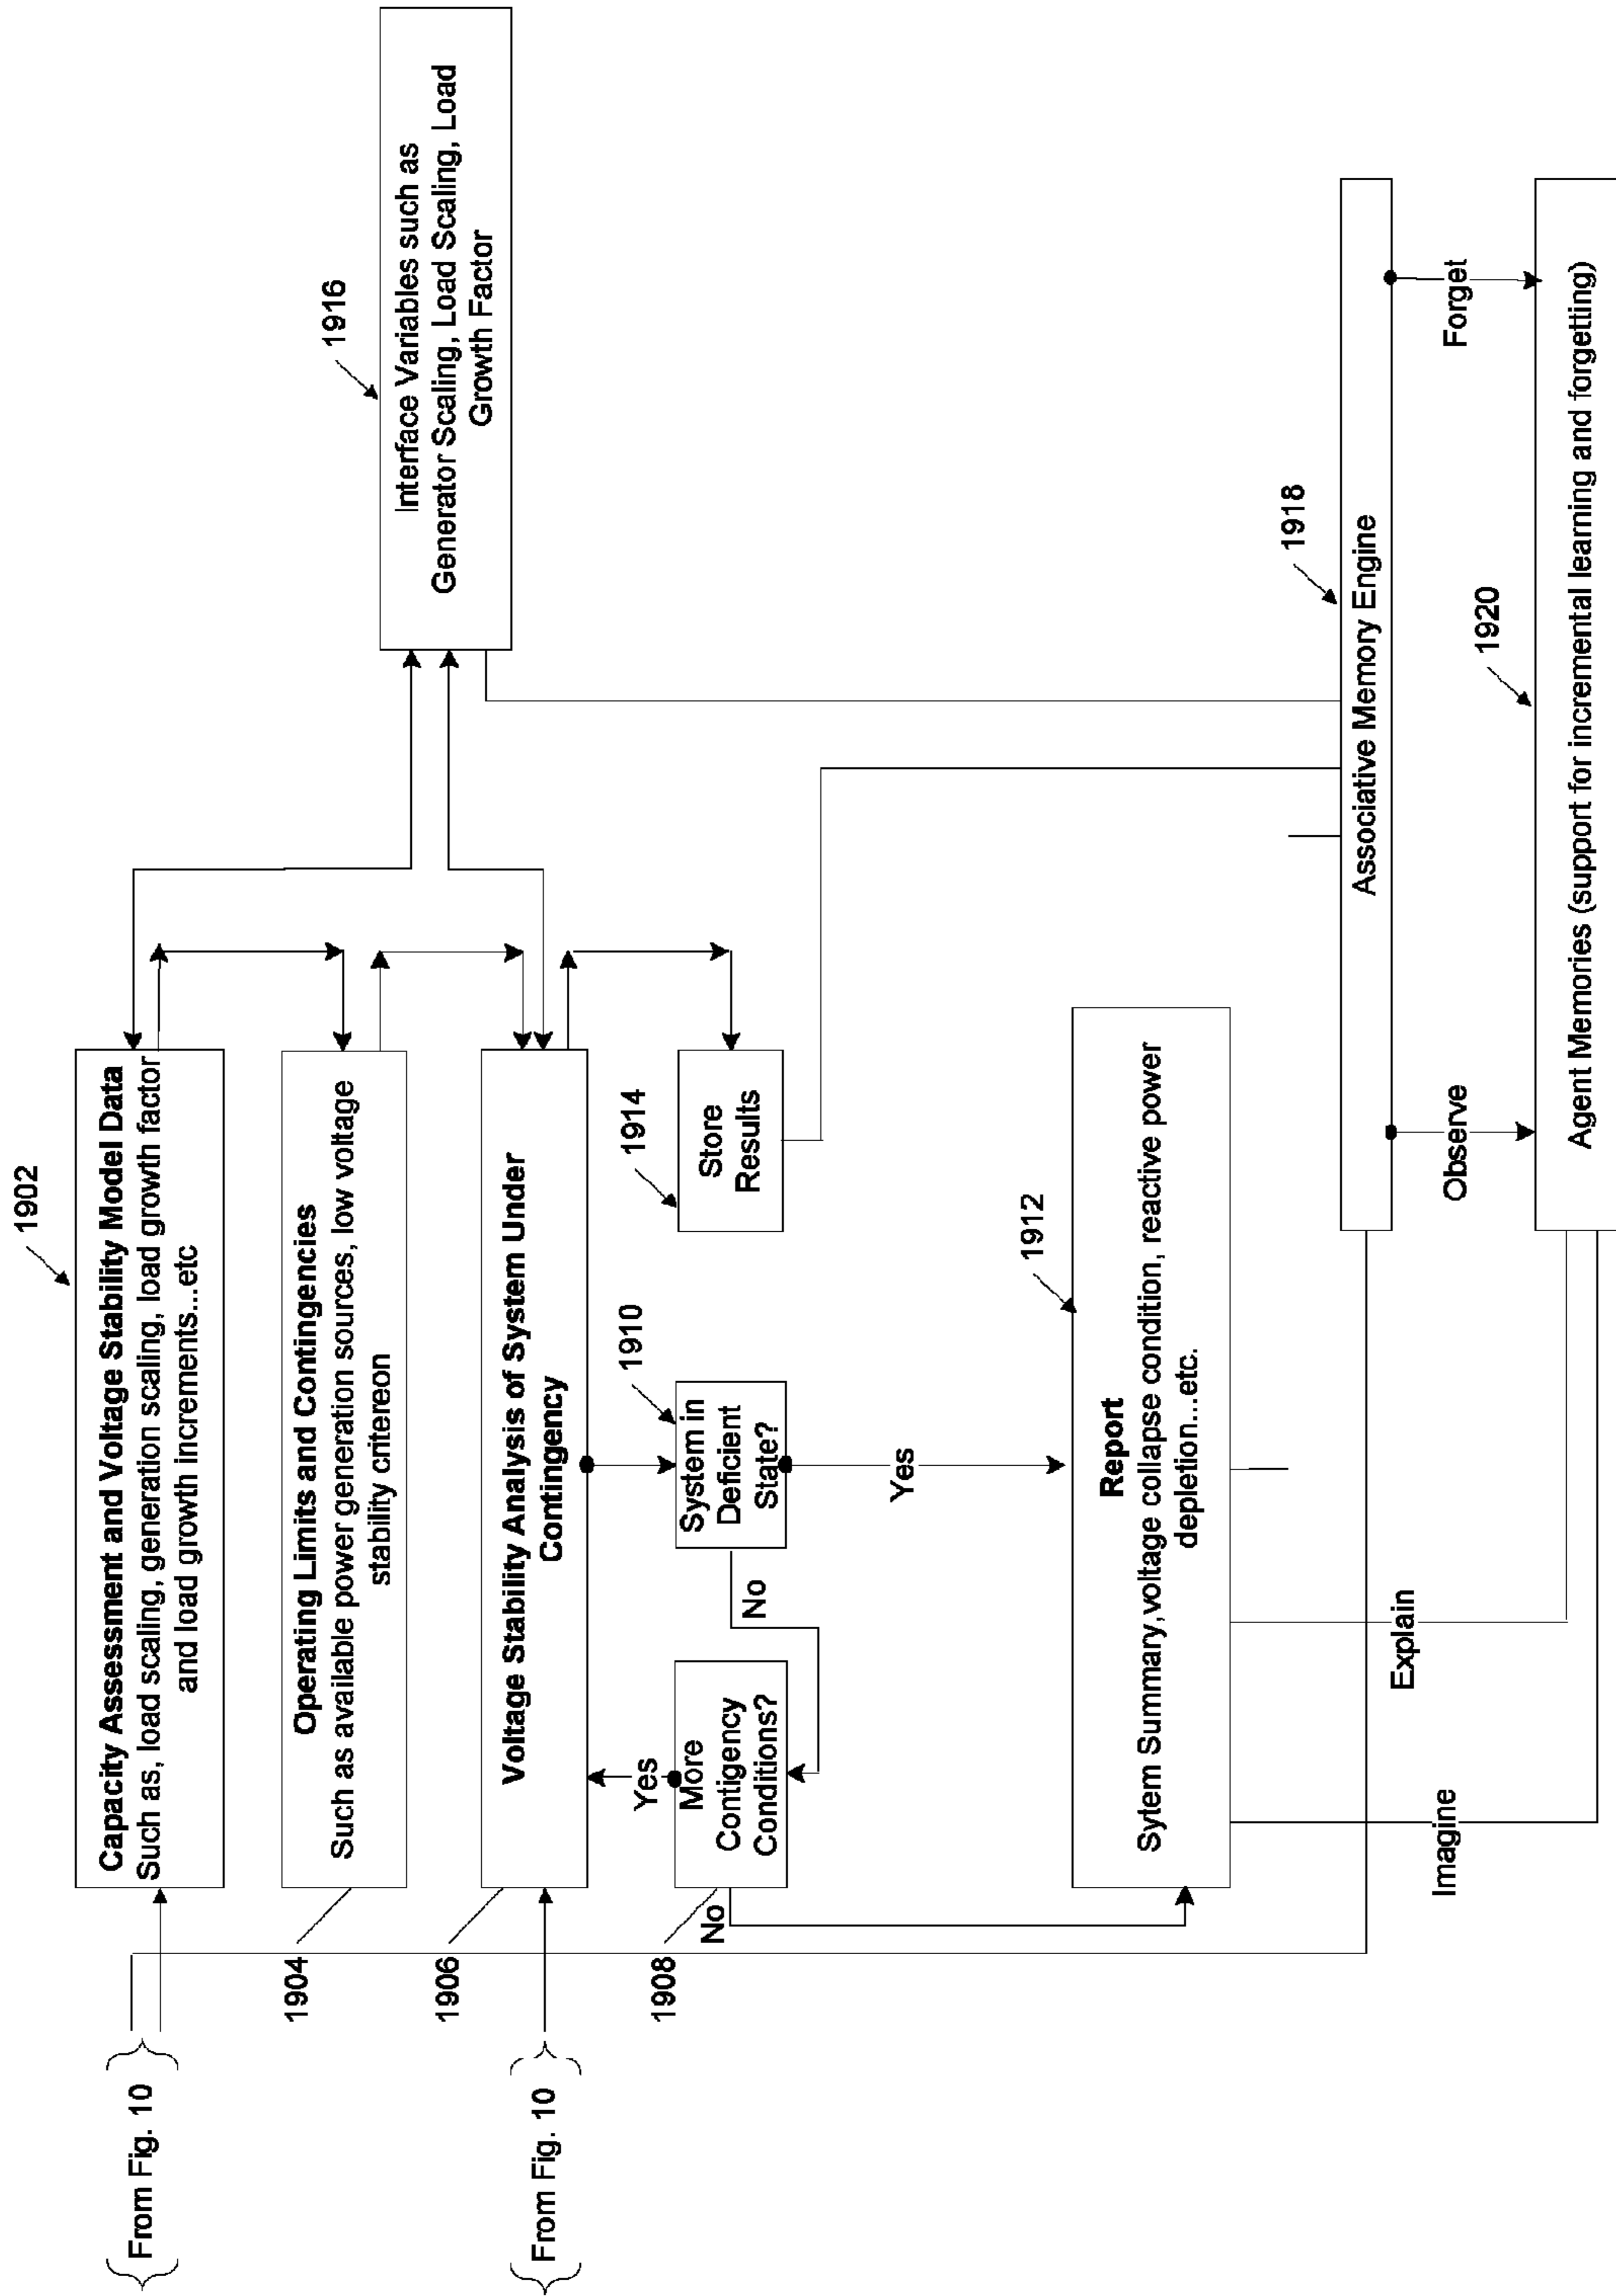 1902
Capacity Assessment and Voltage Stability Model Data
Such as, load scaling, generation scaling, load growth factor
and load growth increments...etc
From Fig. 10
1904
Operating Limits and Contingencies
Such as available power generation sources, low voltage
stability critereon
1916
Interface Variables such as
Generator Scaling, Load Scaling, Load
Growth Factor
1906
Voltage Stability Analysis of System Under
Contingency
From Fig. 10
Yes
1908
More
Contigency
Conditions?
No
No
1910
System in
Deficient
State?
1914
Store
Results
Yes
1912
Report
Sytem Summary,voltage collapse condition, reactive power
depletion...etc.
1918
Associative Memory Engine
Imagine
Explain
Observe
Forget
1920
Agent Memories (support for incremental learning and forgetting)